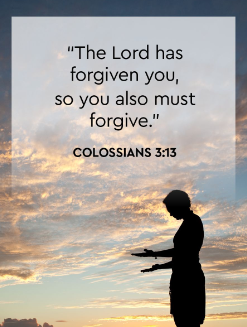 “The Lord has
forgiven you,
so you also must
forgive.”
COLOSSIANS 3:13